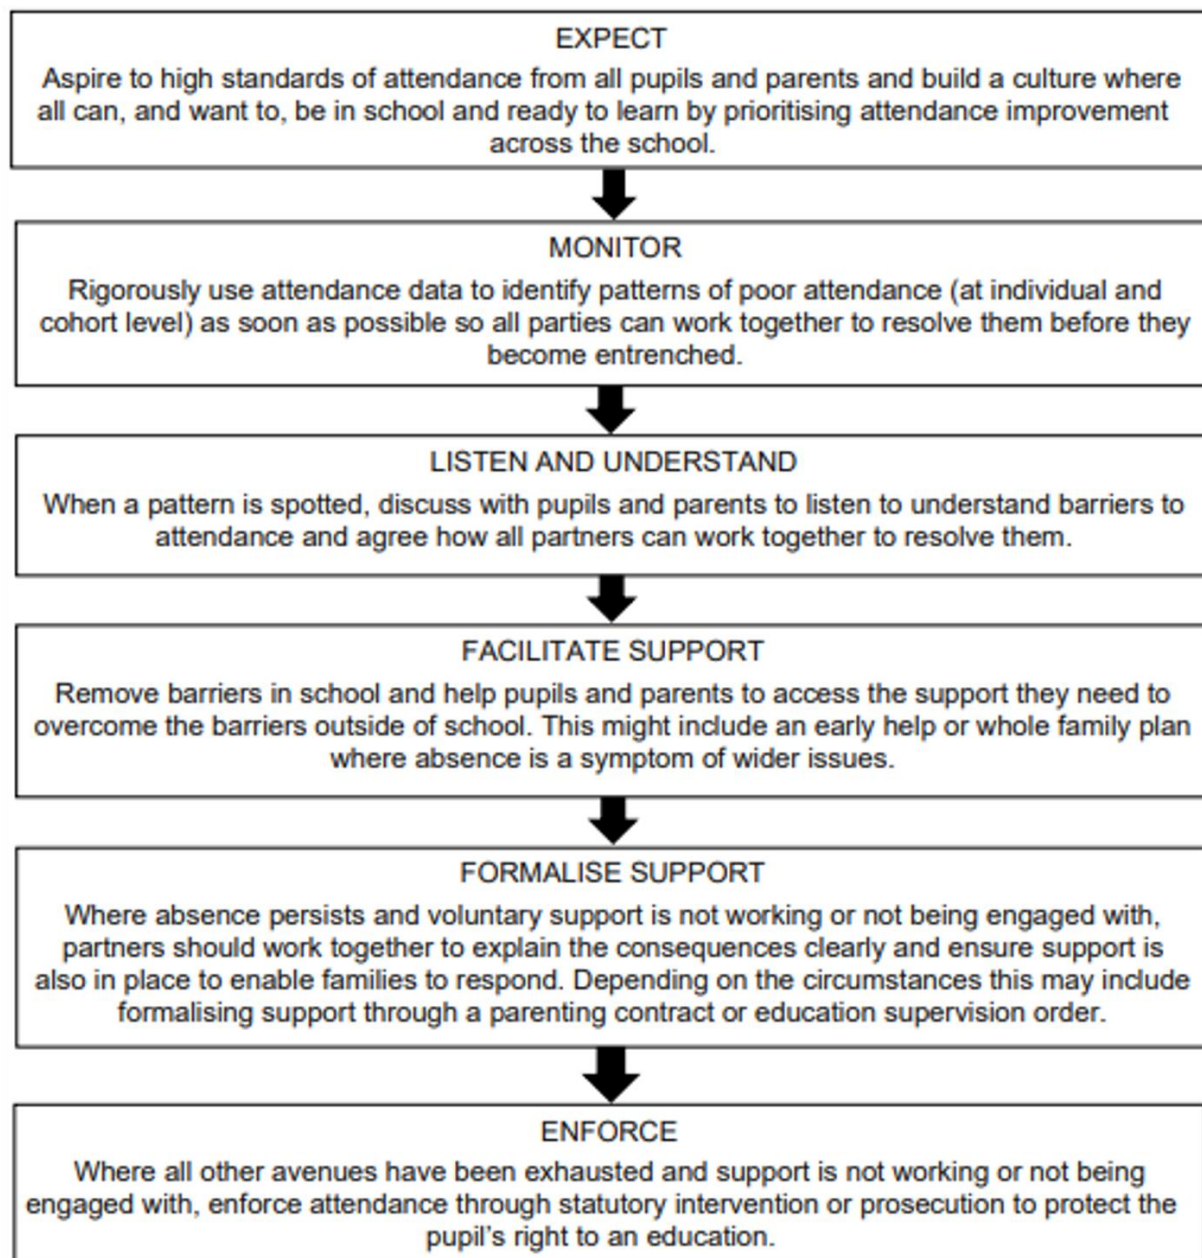 EXPECT
Aspire to high standards of attendance from all pupils and parents and build a culture where
all can, and want to, be in school and ready to learn by prioritising attendance improvement
across the school.
MONITOR
Rigorously use attendance data to identify patterns of poor attendance (at individual and
cohort level) as soon as possible so all parties can work together to resolve them before they
become entrenched.
LISTEN AND UNDERSTAND
When a pattern is spotted, discuss with pupils and parents to listen to understand barriers to
attendance and agree how all partners can work together to resolve them.
FACILITATE SUPPORT
Remove barriers in school and help pupils and parents to access the support they need to
overcome the barriers outside of school. This might include an early help or whole family plan
where absence is a symptom of wider issues.
FORMALISE SUPPORT
Where absence persists and voluntary support is not working or not being engaged with,
partners should work together to explain the consequences clearly and ensure support is
also in place to enable families to respond. Depending on the circumstances this may include
formalising support through a parenting contract or education supervision order.
ENFORCE
Where all other avenues have been exhausted and support is not working or not being
engaged with, enforce attendance through statutory intervention or prosecution to protect the
pupil's right to an education.